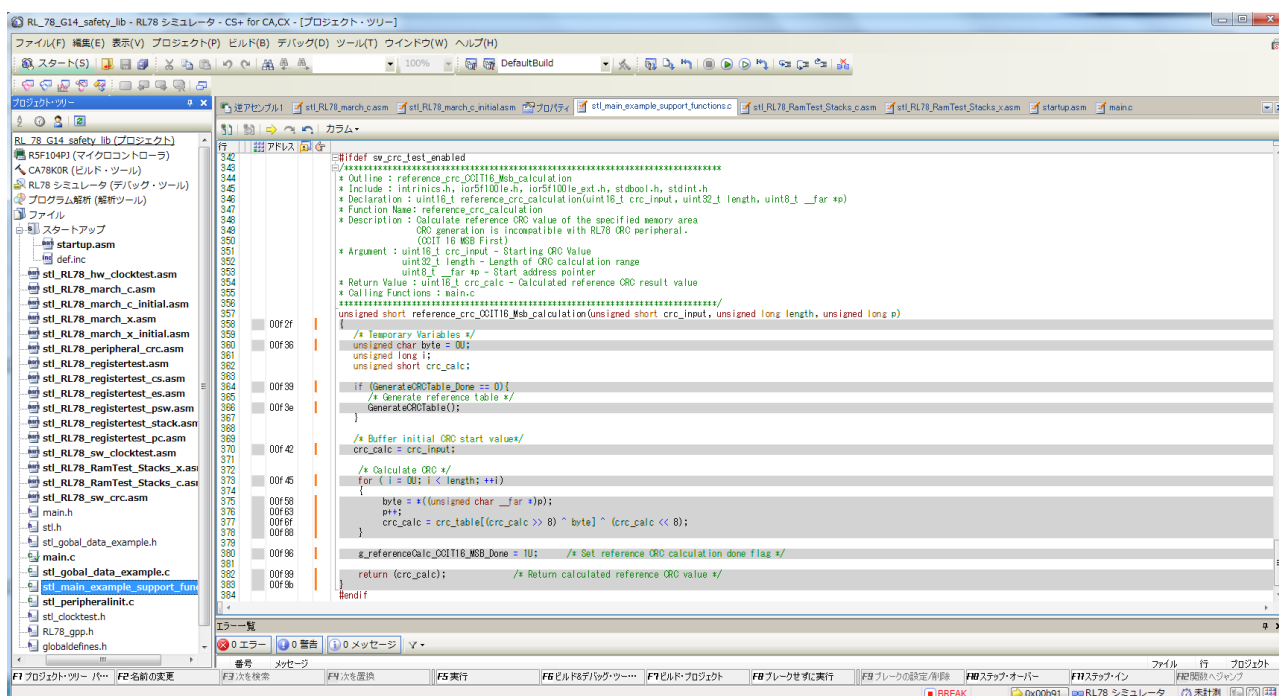 RL_78_G14_safety_lib - RL78 シミュレータ - CS+ for CA,CX - [プロジェクト・ツリー]
ファイル(F) 編集(E) 表示(V) プロジェクト(P) ビルド(B) デバッグ(D) ツール(T) ウインドウ(W) ヘルプ(H)
スタート(S) 100% DefaultBuild
プロジェクト・ツリー
逆アセンブル1 stl_RL78_march_c.asm stl_RL78_march_c_initial.asm プロパティ stl_main_example_support_functions.c stl_RL78_RamTest_Stacks_c.asm stl_RL78_RamTest_Stacks_x.asm startup.asm main.c
カラム
行 アドレス
RL_78_G14_safety_lib (プロジェクト)
R5F104PJ (マイクロコントローラ)
CA78K0R (ビルド・ツール)
RL78 シミュレータ (デバッグ・ツール)
プログラム解析 (解析ツール)
ファイル
スタートアップ
startup.asm
def.inc
stl_RL78_hw_clocktest.asm
stl_RL78_march_c.asm
stl_RL78_march_c_initial.asm
stl_RL78_march_x.asm
stl_RL78_march_x_initial.asm
stl_RL78_peripheral_crc.asm
stl_RL78_registertest.asm
stl_RL78_registertest_cs.asm
stl_RL78_registertest_es.asm
stl_RL78_registertest_psw.asm
stl_RL78_registertest_stack.asm
stl_RL78_registertest_pc.asm
stl_RL78_sw_clocktest.asm
stl_RL78_RamTest_Stacks_x.asm
stl_RL78_RamTest_Stacks_c.asm
stl_RL78_sw_crc.asm
main.h
stl.h
stl_gobal_data_example.h
main.c
stl_gobal_data_example.c
stl_main_example_support_func
stl_peripheralinit.c
stl_clocktest.h
RL78_gpp.h
globaldefines.h
342 #ifdef sw_crc_test_enabled
343 /******************************************************************************
344 * Outline : reference_crc_CCIT16_Msb_calculation
345 * Include : intrinics.h, ior5f100le.h, ior5f100le_ext.h, stdbool.h, stdint.h
346 * Declaration : uint16_t reference_crc_calculation(uint16_t crc_input, uint32_t length, uint8_t __far *p)
347 * Function Name: reference_crc_calculation
348 * Description : Calculate reference CRC value of the specified memory area
349 CRC generation is incompatible with RL78 CRC peripheral.
350 (CCIT 16 MSB First)
351 * Argument : uint16_t crc_input - Starting CRC Value
352 uint32_t length - Length of CRC calculation range
353 uint8_t __far *p - Start address pointer
354 * Return Value : uint16_t crc_calc - Calculated reference CRC result value
355 * Calling Functions : main.c
356 ******************************************************************************/
357 unsigned short reference_crc_CCIT16_Msb_calculation(unsigned short crc_input, unsigned long length, unsigned long p)
358 00f2f {
359 /* Temporary Variables */
360 00f36 unsigned char byte = 0U;
361 unsigned long i;
362 unsigned short crc_calc;
363
364 00f39 if (GenerateCRCTable_Done == 0){
365 /* Generate reference table */
366 00f3e GenerateCRCTable();
367 }
368
369 /* Buffer initial CRC start value*/
370 00f42 crc_calc = crc_input;
371
372 /* Calculate CRC */
373 00f45 for ( i = 0U; i < length; ++i)
374 {
375 00f58 byte = *((unsigned char __far *)p);
376 00f63 p++;
377 00f6f crc_calc = crc_table[(crc_calc >> 8) ^ byte] ^ (crc_calc << 8);
378 00f88 }
379
380 00f96 g_referenceCalc_CCIT16_MSB_Done = 1U; /* Set reference CRC calculation done flag */
381
382 00f99 return (crc_calc); /* Return calculated reference CRC value */
383 00f9b }
384 #endif
エラー一覧
0 エラー 0 警告 0 メッセージ
番号 メッセージ ファイル 行 プロジェクト
F1 プロジェクト・ツリー パ… F2 名前の変更 F3 次を検索 F4 次を置換 F5 実行 F6 ビルド&デバッグ・ツー… F7 ビルド・プロジェクト F8 ブレークせずに実行 F9 ブレークの設定/削除 F10 ステップ・オーバー F11 ステップ・イン F12 関数へジャンプ
BREAK 0x00b91 RL78 シミュレータ 未計測